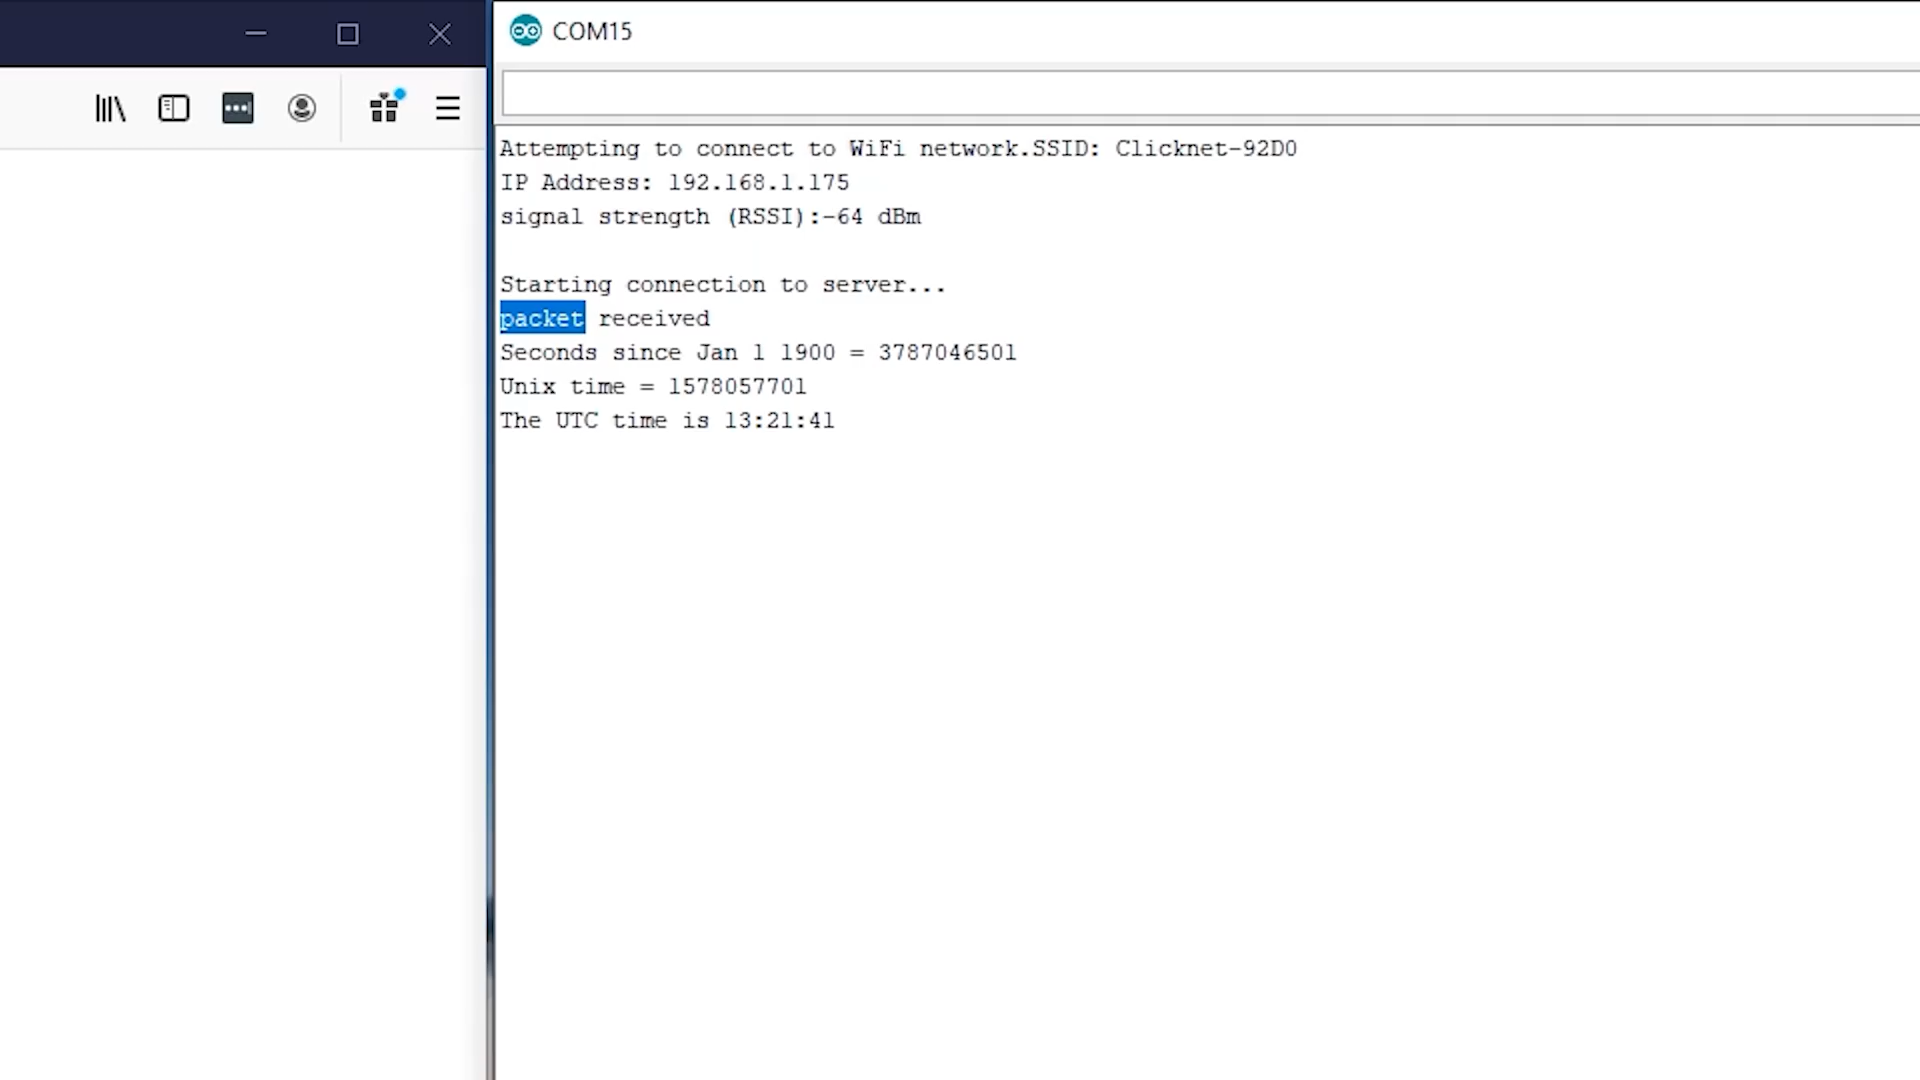 COM15
Attempting to connect to WiFi network.SSID: Clicknet-92D0
IP Address: 192.168.1.175
signal strength (RSSI):-64 dBm
Starting connection to server...
packet received
Seconds since Jan 1 1900 = 3787046501
Unix time = 1578057701
The UTC time is 13:21:41